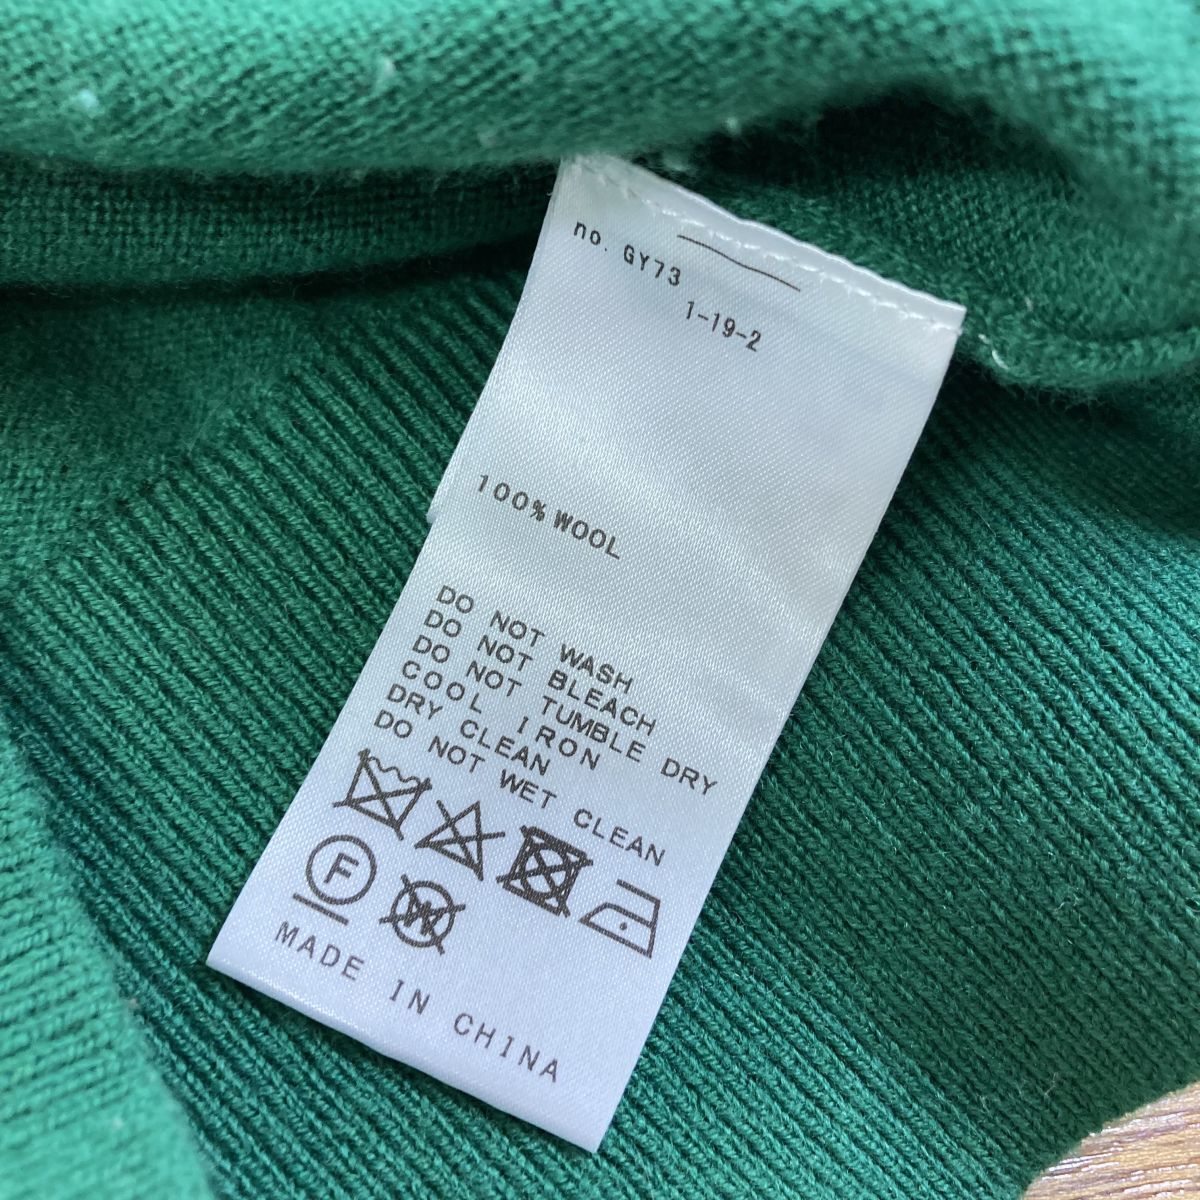 no. GY73
1-19-2
100% WOOL
DO NOT WASH
DO NOT BLEACH
DO NOT TUMBLE DRY
COOL IRON
DRY CLEAN
DO NOT WET CLEAN
F W
MADE IN CHINA